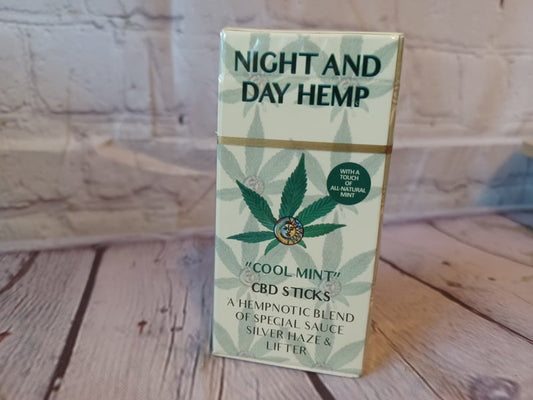 NIGHT AND
DAY HEMP
WITH A
TOUCH
OF
ALL-NATURAL
MINT
"COOL MINT"
CBD STICKS
A HEMPNOTIC BLEND
OF SPECIAL SAUCE
SILVER HAZE &
LIFTER